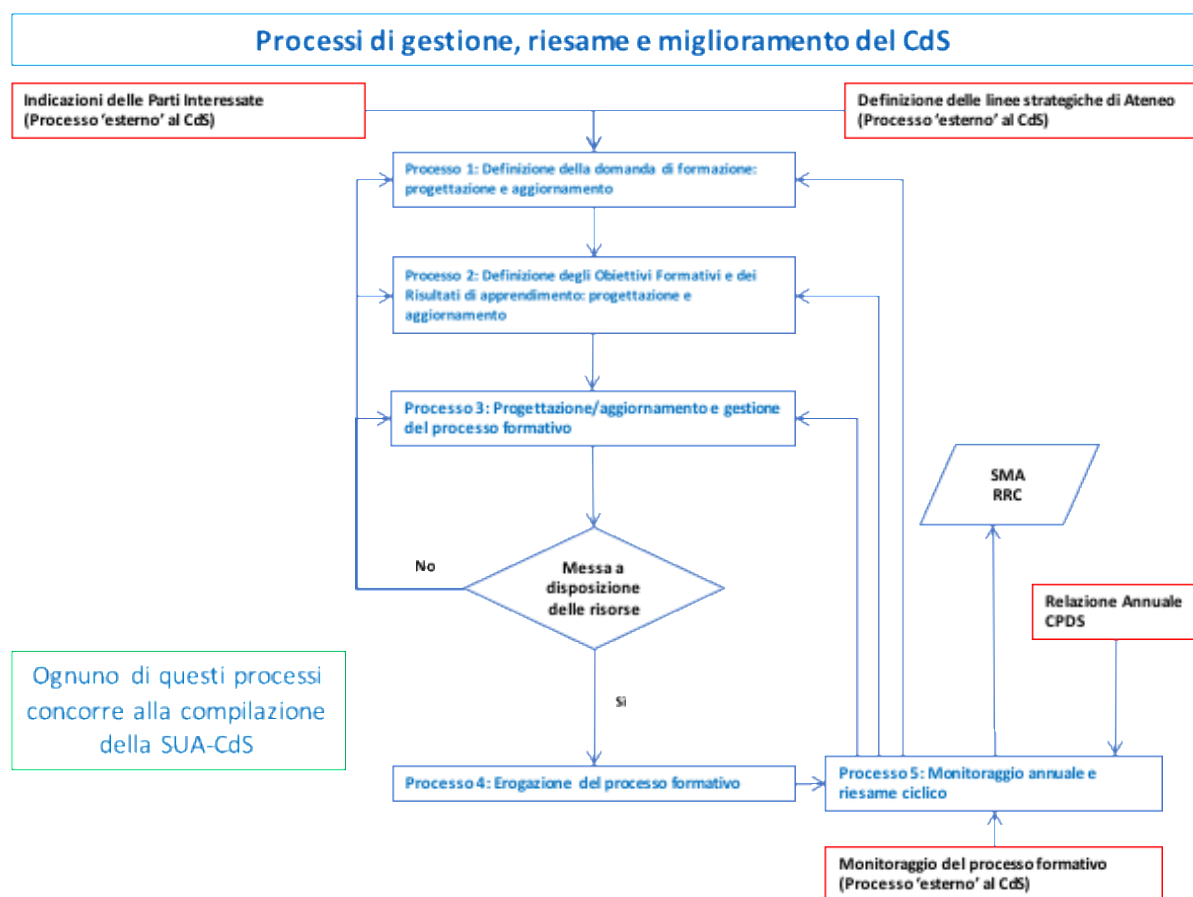 Processi di gestione, riesame e miglioramento del CdS
Indicazioni delle Parti Interessate
(Processo 'esterno' al CdS)
Definizione delle linee strategiche di Ateneo
(Processo 'esterno' al CdS)
Processo 1: Definizione della domanda di formazione:
progettazione e aggiornamento
Processo 2: Definizione degli Obiettivi Formativi e dei
Risultati di apprendimento: progettazione e
aggiornamento
Processo 3: Progettazione/aggiornamento e gestione
del processo formativo
SMA
RRC
No
Messa a
disposizione
delle risorse
Relazione Annuale
CPDS
Ognuno di questi processi
concorre alla compilazione
della SUA-CdS
Sì
Processo 4: Erogazione del processo formativo
Processo 5: Monitoraggio annuale e
riesame ciclico
Monitoraggio del processo formativo
(Processo 'esterno' al CdS)